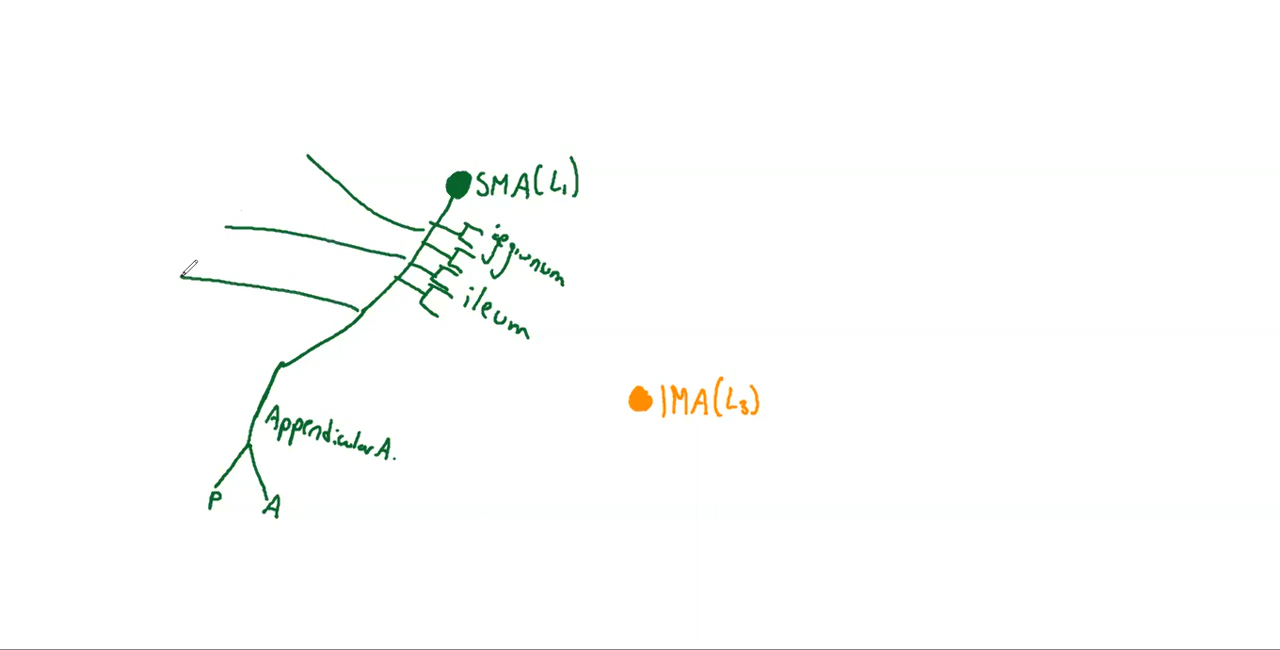 SMA(L1)
jejunum
ileum
IMA(L3)
Appendicular A.
P
A